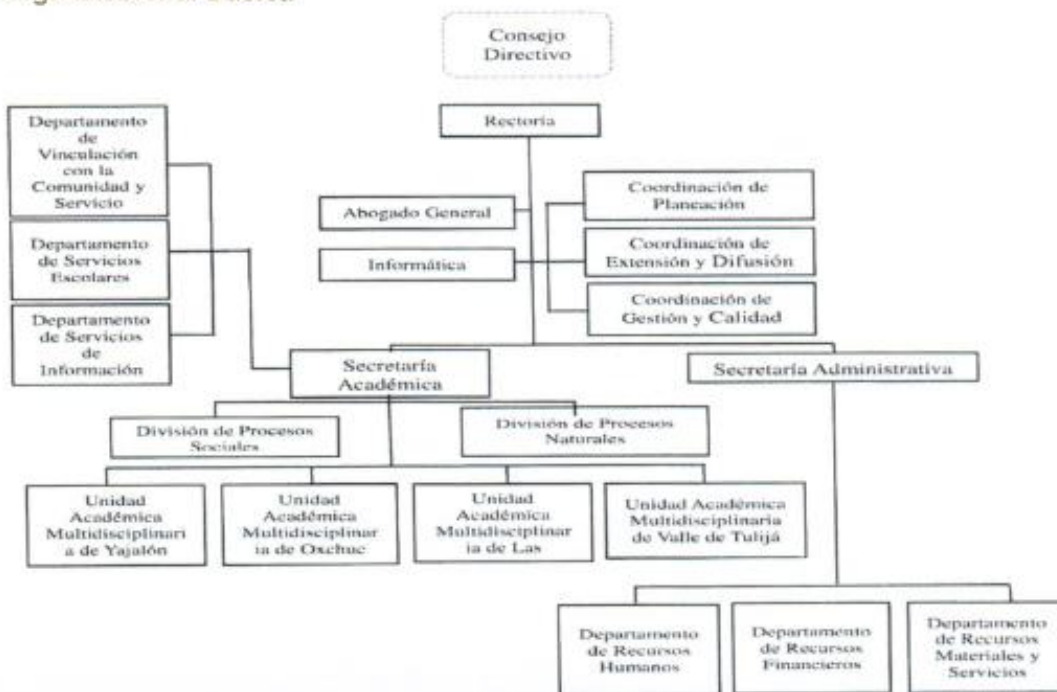 Consejo
Directivo
Rectoría
Departamento
de
Vinculación
con la
Comunidad y
Servicio
Coordinación de
Planeación
Abogado General
Departamento
de Servicios
Escolares
Informática
Coordinación de
Extensión y Difusión
Departamento
de Servicios
de
Información
Coordinación de
Gestión y Calidad
Secretaría
Académica
Secretaría Administrativa
División de Procesos
Sociales
División de Procesos
Naturales
Unidad
Académica
Multidisciplinari
a de Yajalón
Unidad
Académica
Multidisciplinar
ia de Oxchuc
Unidad
Académica
Multidisciplinar
ia de Las
Unidad Académica
Multidisciplinaria
de Valle de Tulijá
Departamento
de Recursos
Humanos
Departamento
de Recursos
Financieros
Departamento
de Recursos
Materiales y
Servicios